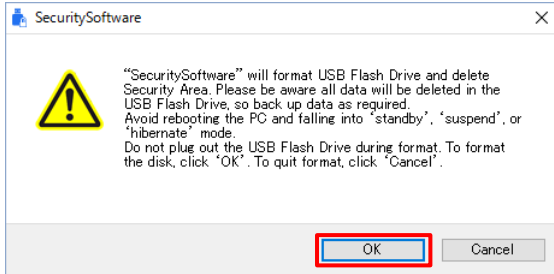 SecuritySoftware
“SecuritySoftware” will format USB Flash Drive and delete
Security Area. Please be aware all data will be deleted in the
USB Flash Drive, so back up data as required.
Avoid rebooting the PC and falling into ‘standby’, ‘suspend’, or
‘hibernate’ mode.
Do not plug out the USB Flash Drive during format. To format
the disk, click ‘OK’. To quit format, click ‘Cancel’.
OK
Cancel